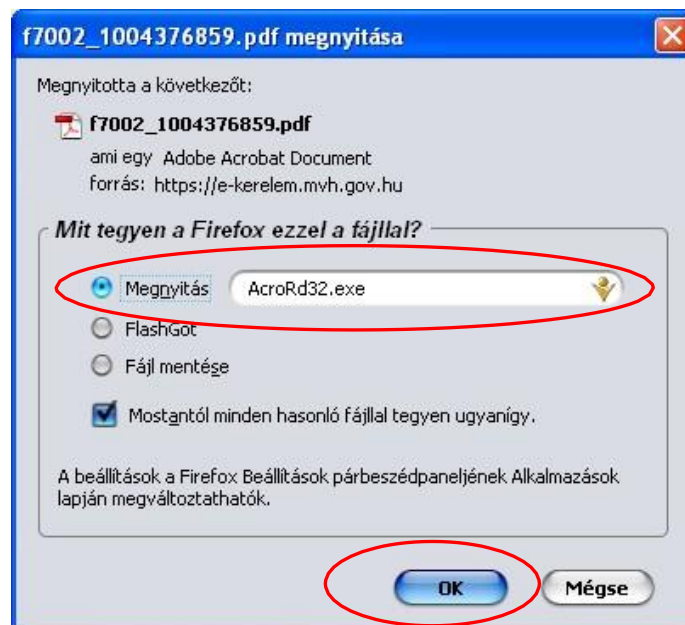 f7002_1004376859.pdf megnyitása
Megnyitotta a következőt:
f7002_1004376859.pdf
ami egy Adobe Acrobat Document
forrás: https://e-kerelem.mvh.gov.hu
Mit tegyen a Firefox ezzel a fájllal?
Megnyitás AcroRd32.exe
FlashGot
Fájl mentése
Mostantól minden hasonló fájllal tegyen ugyanígy.
A beállítások a Firefox Beállítások párbeszédpaneljének Alkalmazások
lapján megváltoztathatók.
OK Mégse